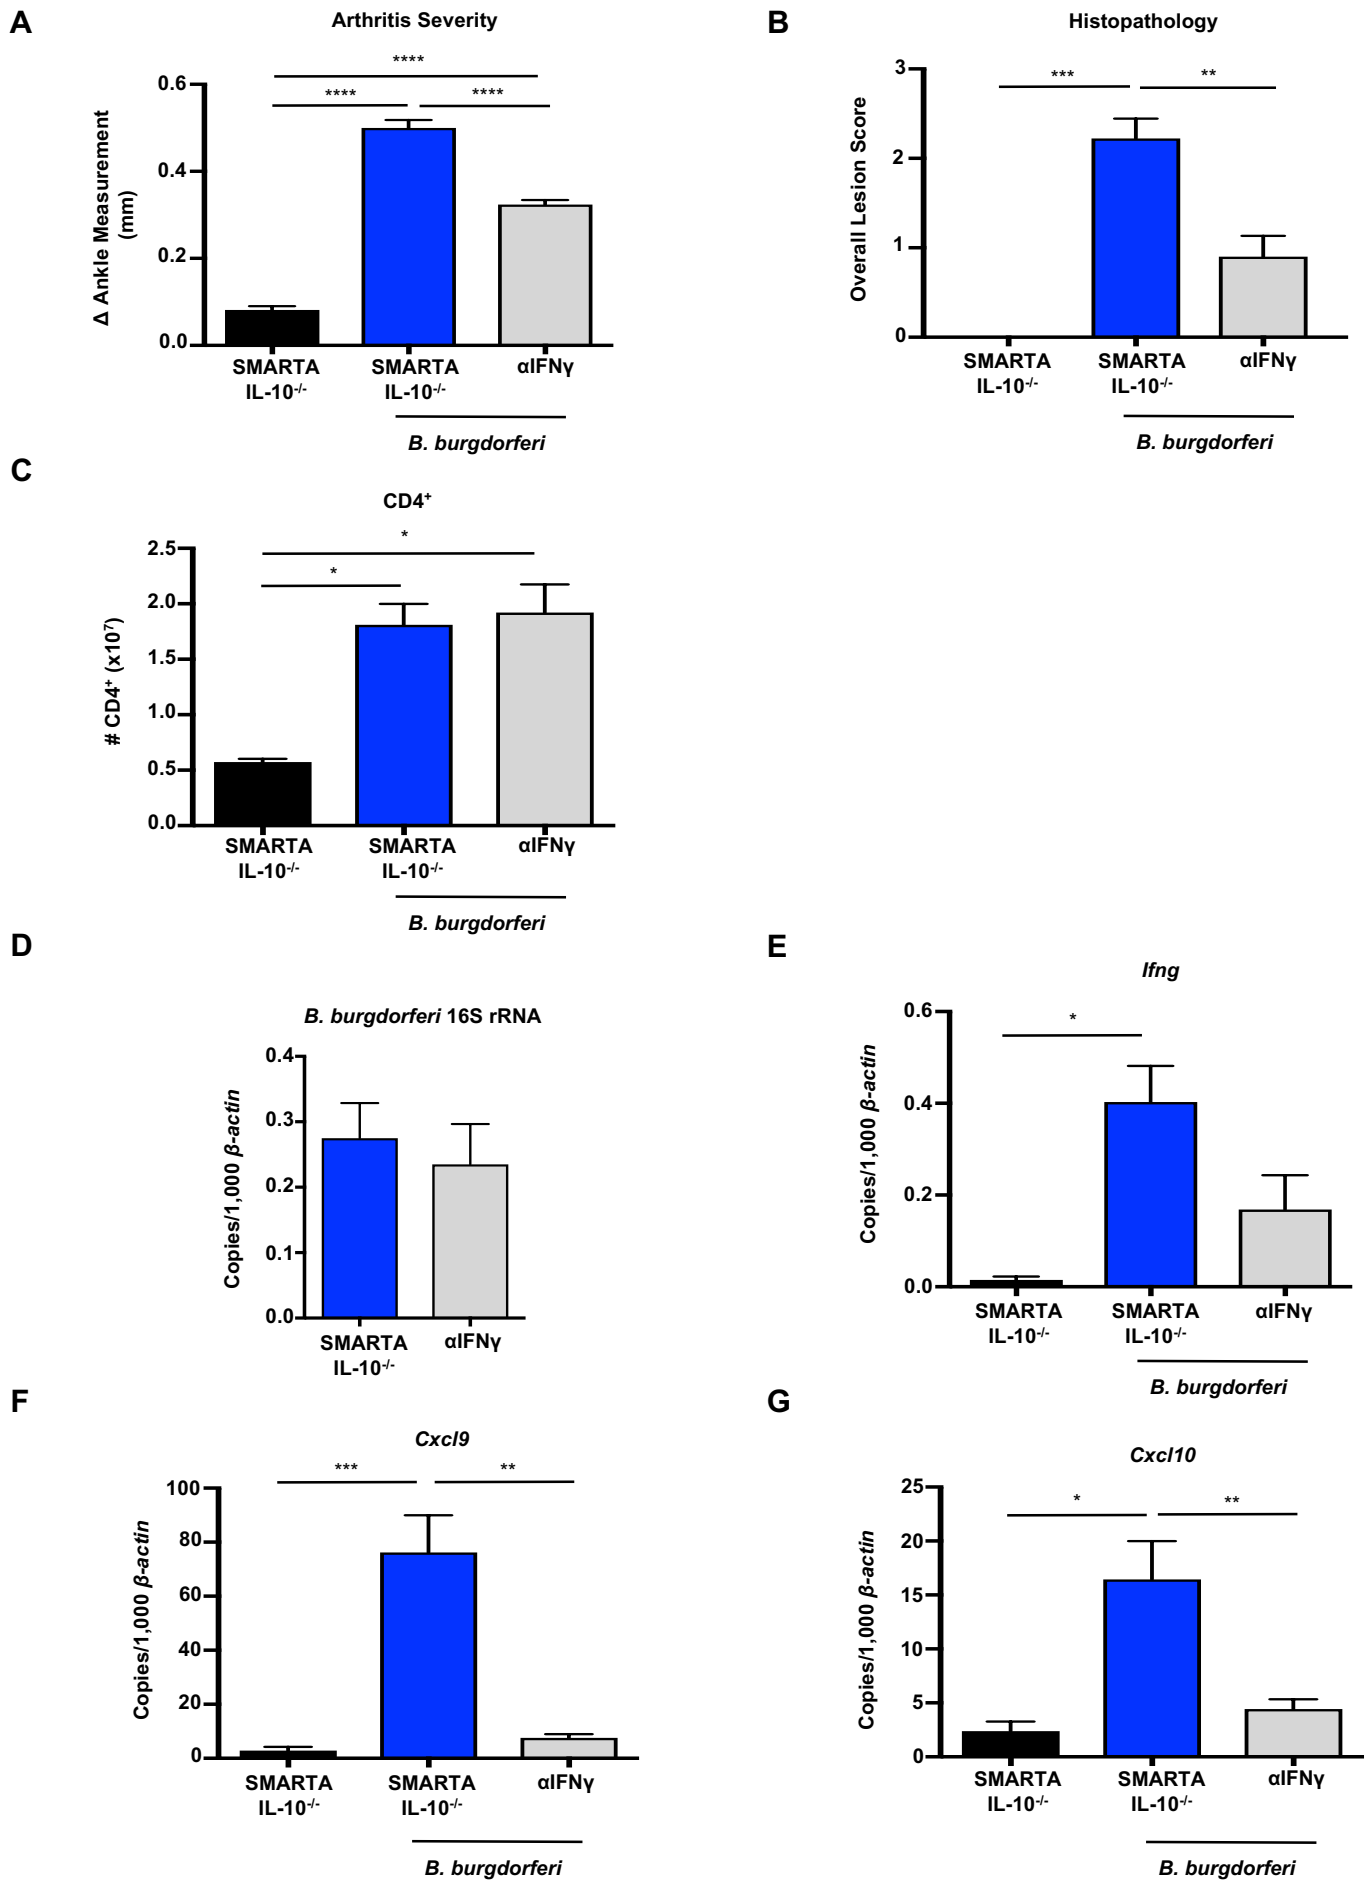 A
Arthritis Severity
****
****
****
0.6
0.4
0.2
0.0
Δ Ankle Measurement
(mm)
SMARTA
IL-10-/-
SMARTA
IL-10-/-
αIFNγ
B. burgdorferi
B
Histopathology
***
**
3
2
1
0
Overall Lesion Score
SMARTA
IL-10-/-
SMARTA
IL-10-/-
αIFNγ
B. burgdorferi
C
CD4+
*
*
2.5
2.0
1.5
1.0
0.5
0.0
# CD4+ (x10⁷)
SMARTA
IL-10-/-
SMARTA
IL-10-/-
αIFNγ
B. burgdorferi
D
B. burgdorferi 16S rRNA
0.4
0.3
0.2
0.1
0.0
Copies/1,000 β-actin
SMARTA
IL-10-/-
αIFNγ
E
Ifng
*
0.6
0.4
0.2
0.0
Copies/1,000 β-actin
SMARTA
IL-10-/-
SMARTA
IL-10-/-
αIFNγ
B. burgdorferi
F
Cxcl9
***
**
100
80
60
40
20
0
Copies/1,000 β-actin
SMARTA
IL-10-/-
SMARTA
IL-10-/-
αIFNγ
B. burgdorferi
G
Cxcl10
*
**
25
20
15
10
5
0
Copies/1,000 β-actin
SMARTA
IL-10-/-
SMARTA
IL-10-/-
αIFNγ
B. burgdorferi